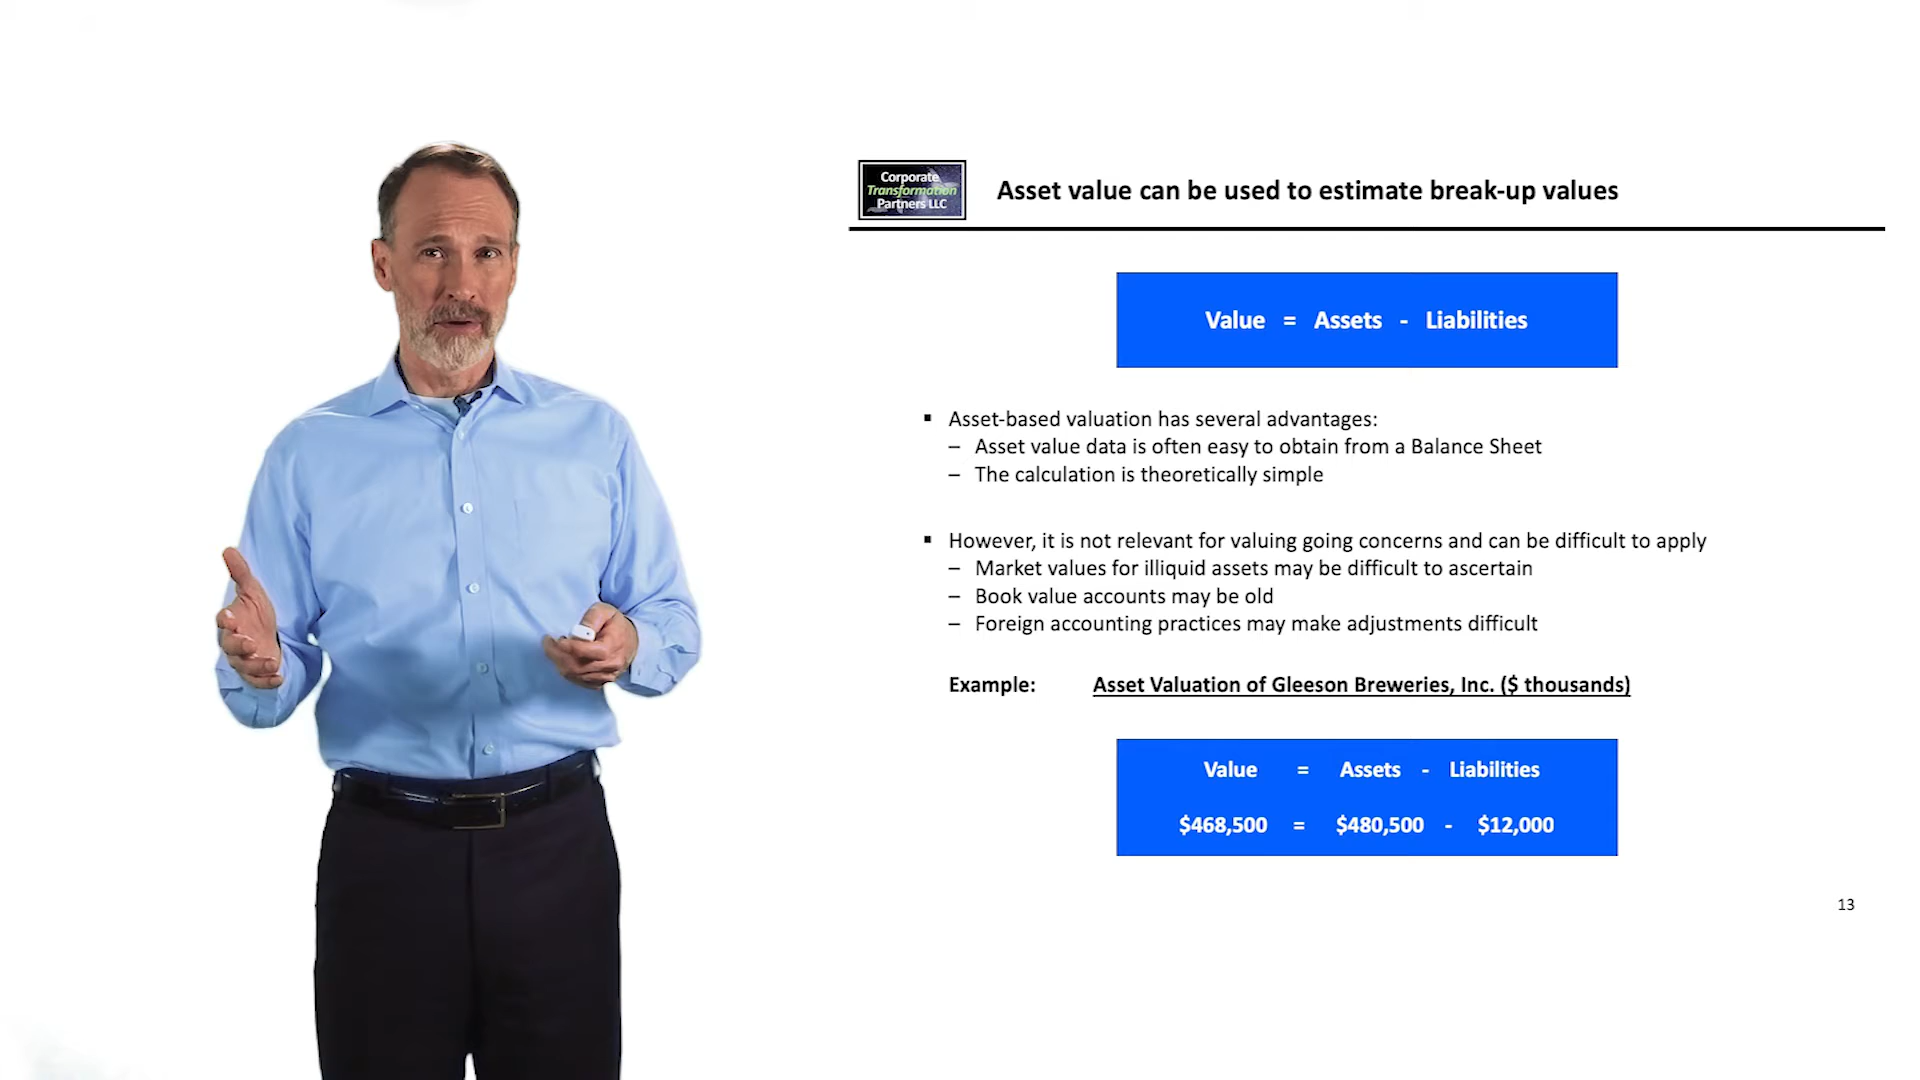 Corporate
Transformation
Partners LLC
Asset value can be used to estimate break-up values
Value = Assets - Liabilities
▪ Asset-based valuation has several advantages:
– Asset value data is often easy to obtain from a Balance Sheet
– The calculation is theoretically simple
▪ However, it is not relevant for valuing going concerns and can be difficult to apply
– Market values for illiquid assets may be difficult to ascertain
– Book value accounts may be old
– Foreign accounting practices may make adjustments difficult
Example: Asset Valuation of Gleeson Breweries, Inc. ($ thousands)
Value = Assets - Liabilities
$468,500 = $480,500 - $12,000
13